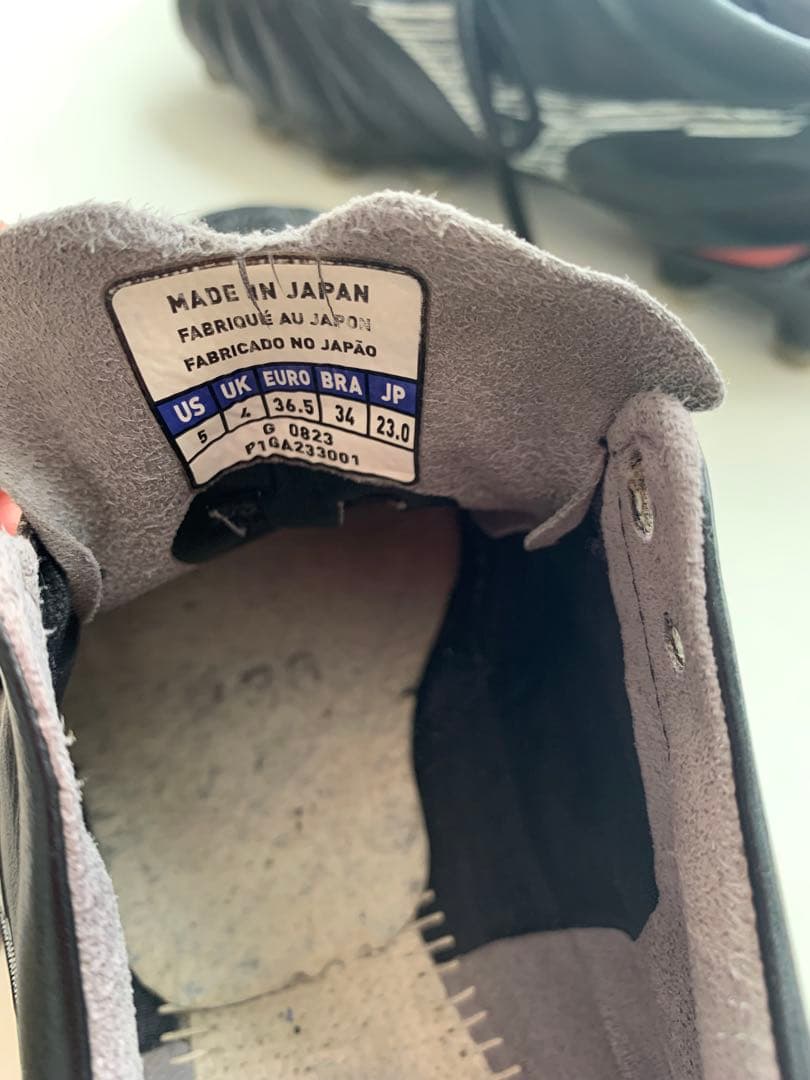 MADE IN JAPAN
FABRIQUÉ AU JAPON
FABRICADO NO JAPÃO
US UK EURO BRA JP
5 4 36.5 34 23.0
G 0823
P1GA233001